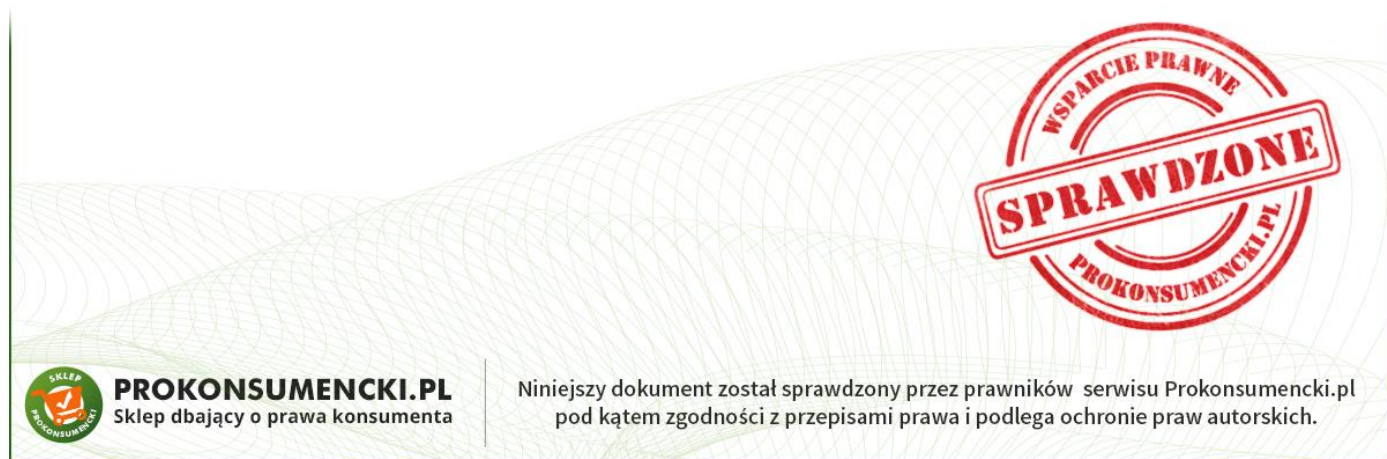 WSPARCIE PRAWNE
SPRAWDZONE
PROKONSUMENCKI.PL
SKLEP
PROKONSUMENCKI
PROKONSUMENCKI.PL
Sklep dbający o prawa konsumenta
Niniejszy dokument został sprawdzony przez prawników serwisu Prokonsumencki.pl
pod kątem zgodności z przepisami prawa i podlega ochronie praw autorskich.